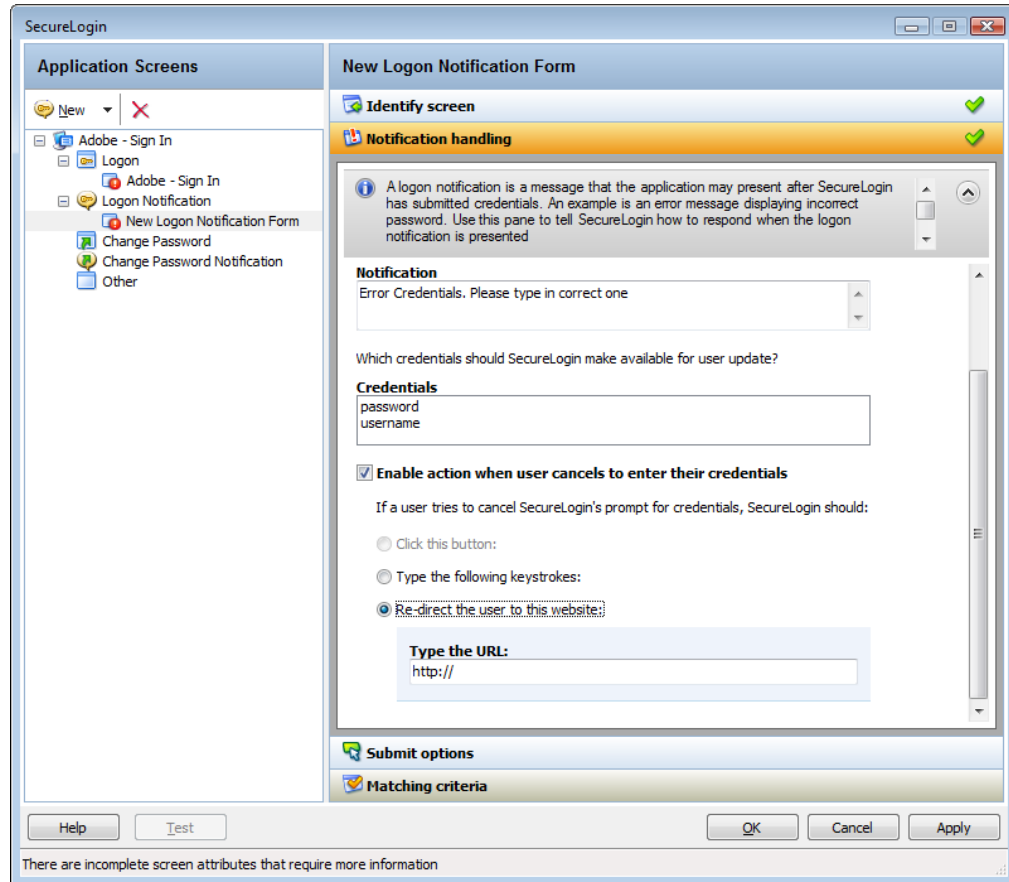 SecureLogin
Application Screens
New
Adobe - Sign In
Logon
Adobe - Sign In
Logon Notification
New Logon Notification Form
Change Password
Change Password Notification
Other
New Logon Notification Form
Identify screen
Notification handling
A logon notification is a message that the application may present after SecureLogin
has submitted credentials. An example is an error message displaying incorrect
password. Use this pane to tell SecureLogin how to respond when the logon
notification is presented
Notification
Error Credentials. Please type in correct one
Which credentials should SecureLogin make available for user update?
Credentials
password
username
Enable action when user cancels to enter their credentials
If a user tries to cancel SecureLogin's prompt for credentials, SecureLogin should:
Click this button:
Type the following keystrokes:
Re-direct the user to this website:
Type the URL:
http://
Submit options
Matching criteria
Help
Test
OK
Cancel
Apply
There are incomplete screen attributes that require more information